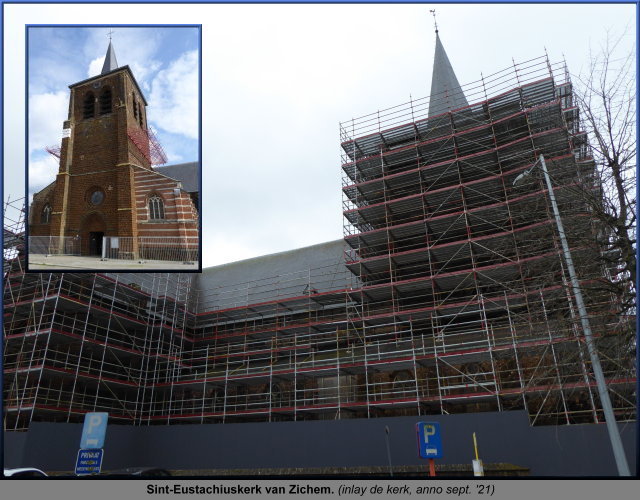 P
PRIVAAT
P
Sint-Eustachiuskerk van Zichem. (inlay de kerk, anno sept. '21)